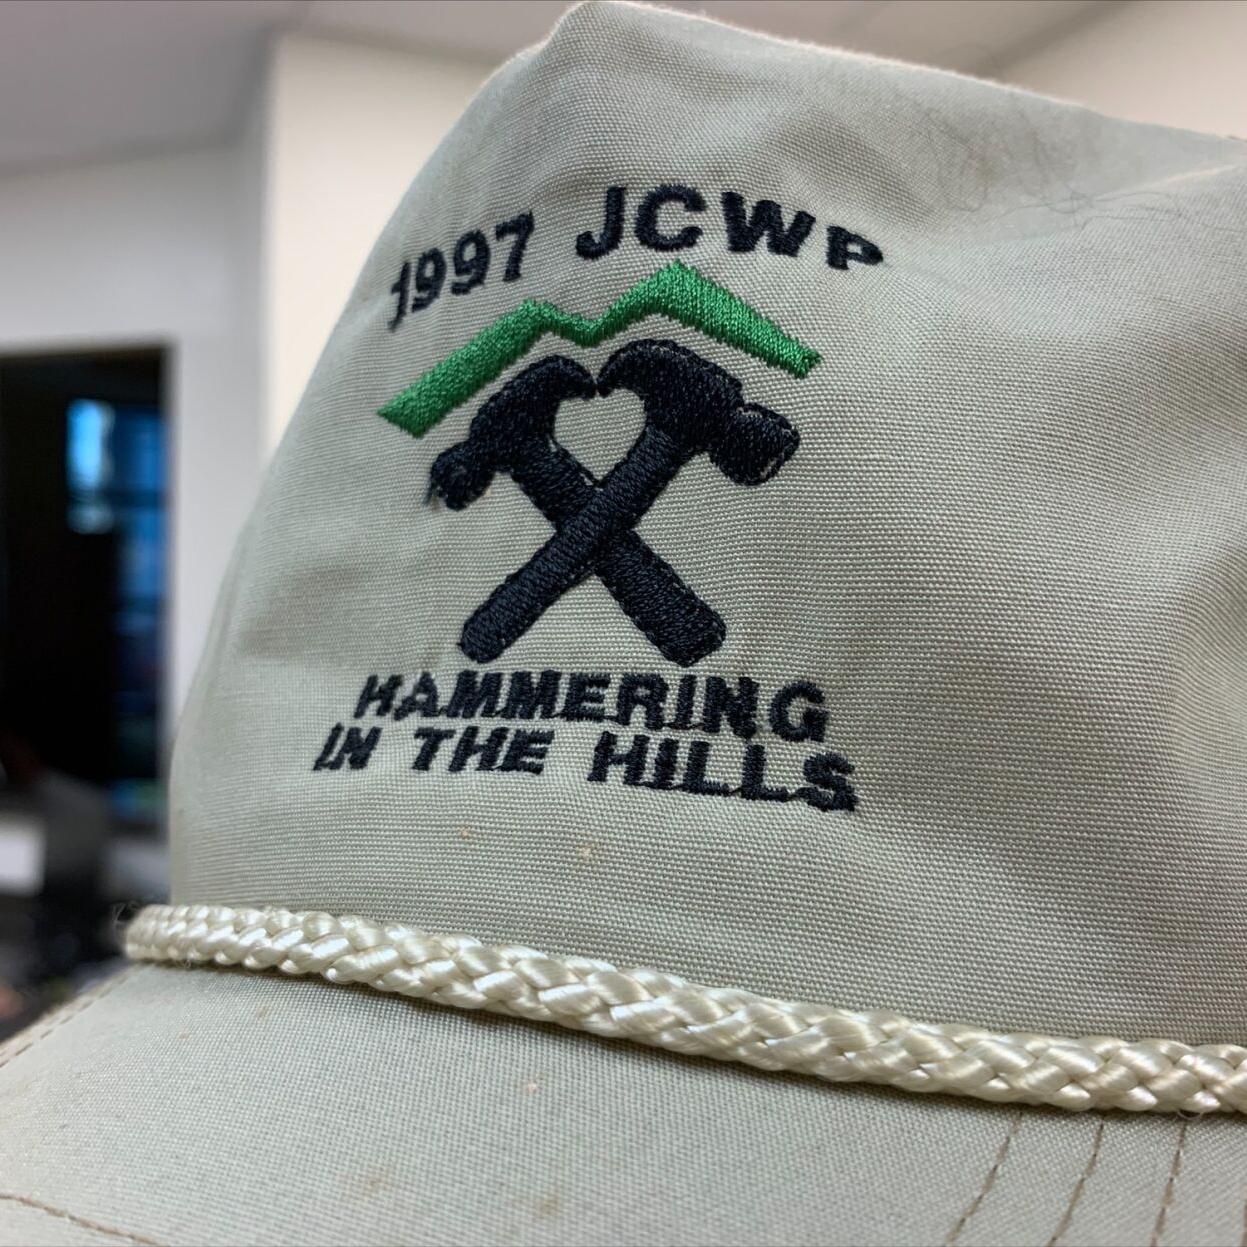 1997 JCWP
HAMMERING
IN THE HILLS